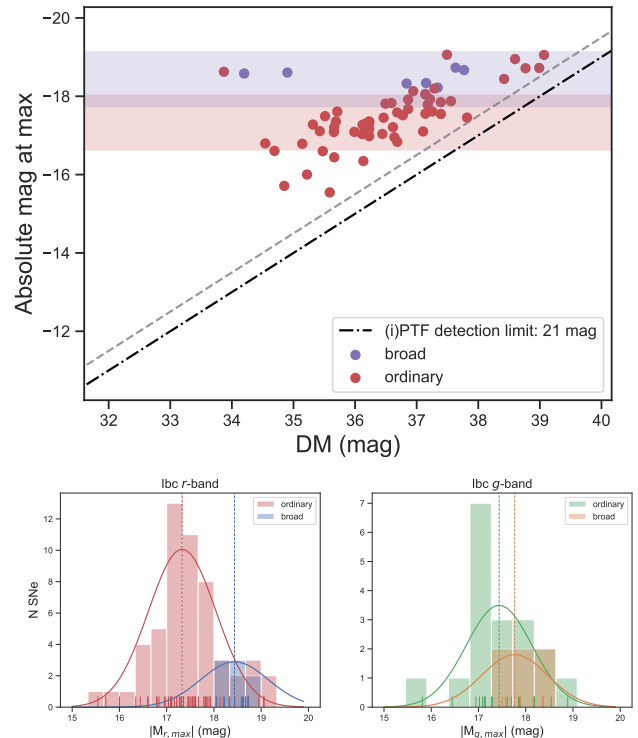 −20
−18
−16
−14
−12
Absolute mag at max
(i)PTF detection limit: 21 mag
broad
ordinary
32 33 34 35 36 37 38 39 40
DM (mag)
Ibc r-band
ordinary
broad
12
10
8
6
4
2
0
N SNe
15 16 17 18 19 20
|M_{r, max}| (mag)
Ibc g-band
ordinary
broad
7
6
5
4
3
2
1
0
15 16 17 18 19 20
|M_{g, max}| (mag)